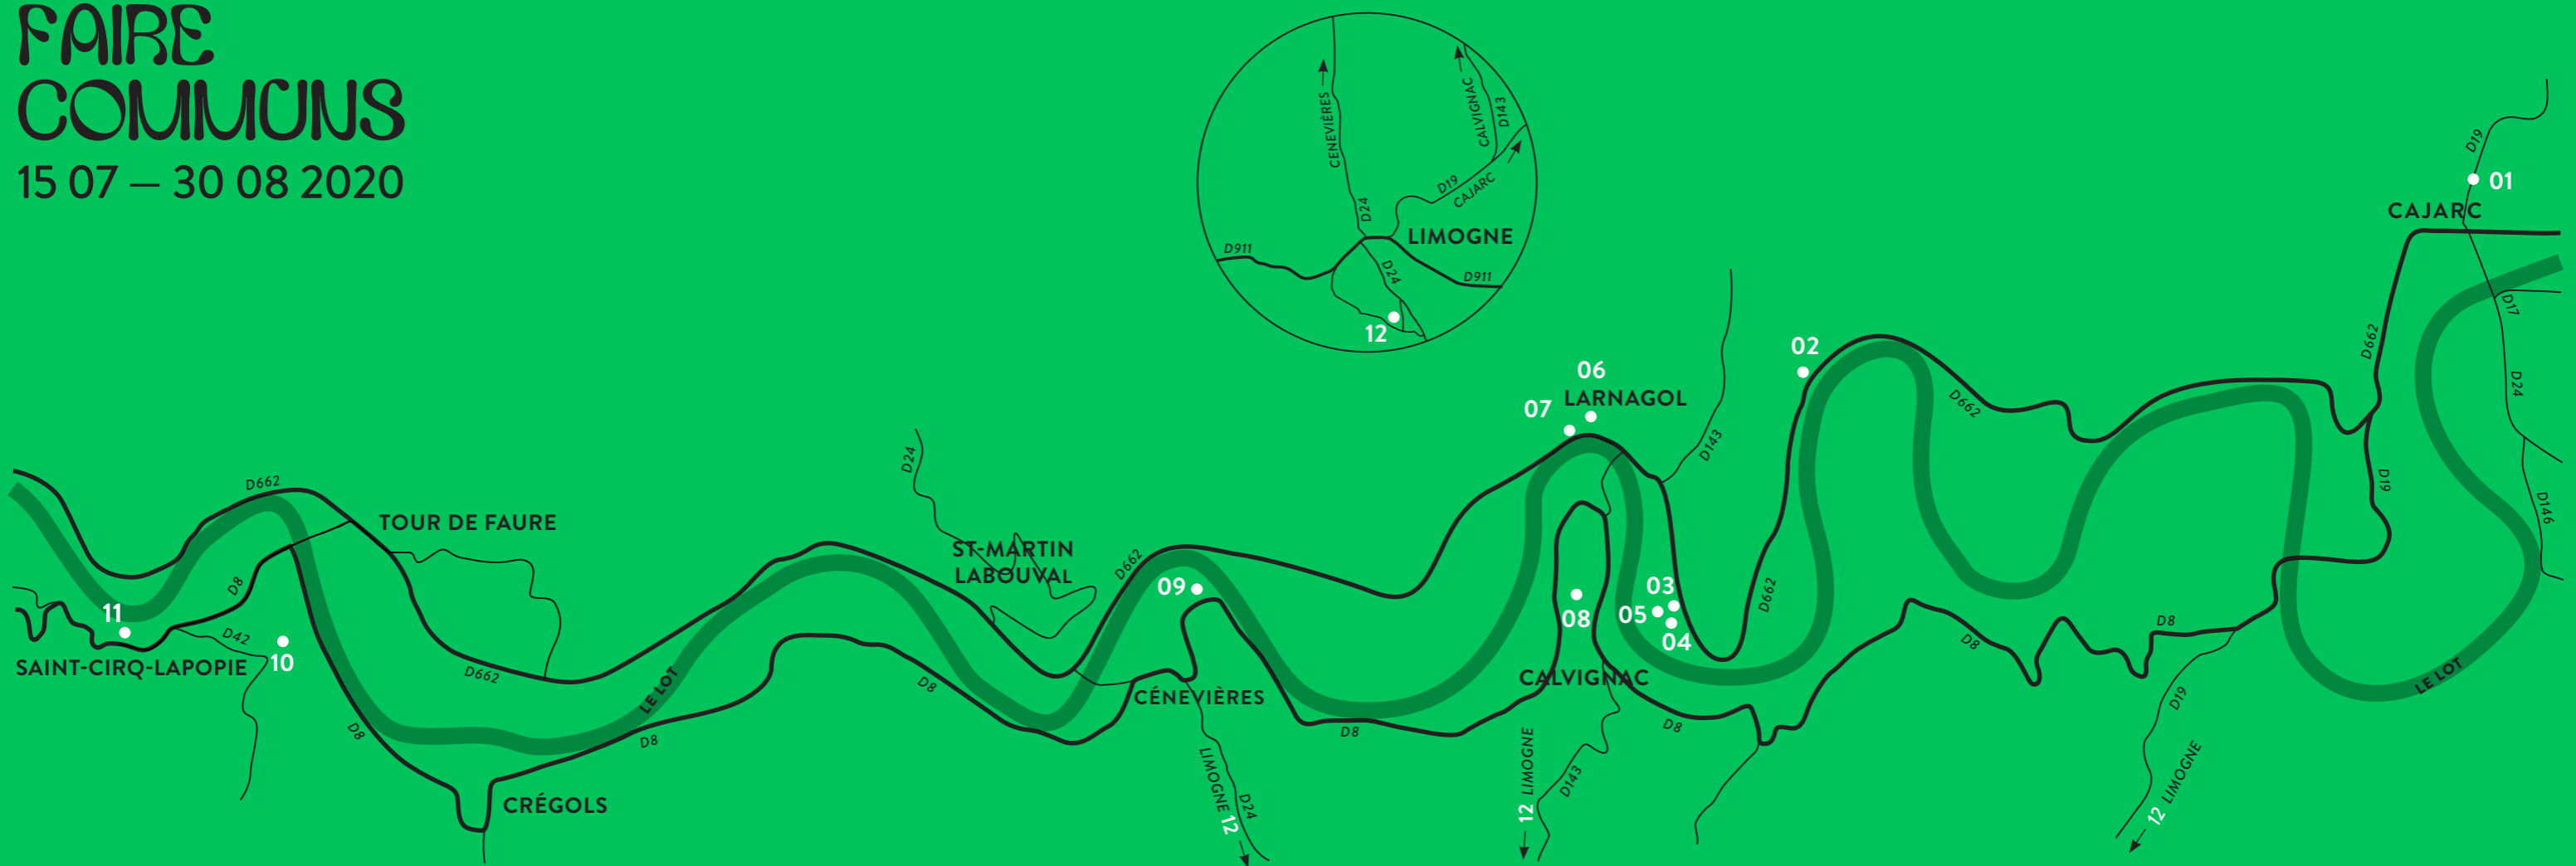 FAIRE
COMMUNS
15 07 — 30 08 2020
CENEVIÈRES
D24
CALVIGNAC
D143
D19
CAJARC
LIMOGNE
D911
D24
D911
12
D19
01
CAJARC
D17
D662
D24
D19
D146
02
D662
06
LARNAGOL
07
D143
D24
D662
TOUR DE FAURE
ST-MARTIN
LABOUVAL
D662
09
03
05
08
04
D662
D8
11
D42
10
SAINT-CIRQ-LAPOPIE
D662
LE LOT
D8
CÉNEVIÈRES
CALVIGNAC
D8
D8
LE LOT
D19
D8
D8
D8
D8
CRÉGOLS
LIMOGNE 12
D24
12 LIMOGNE
D143
12 LIMOGNE